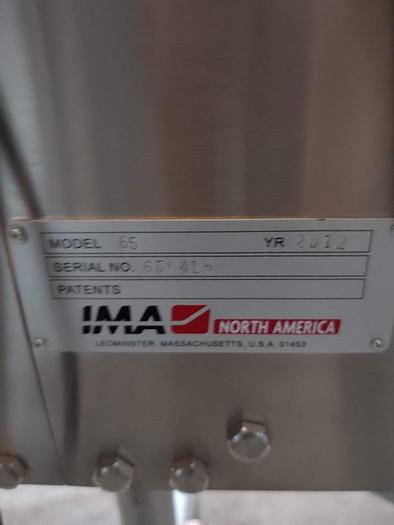 MODEL 65 YR 2012
SERIAL NO.
PATENTS
IMA NORTH AMERICA
LEOMINSTER, MASSACHUSETTS, U.S.A. 01453